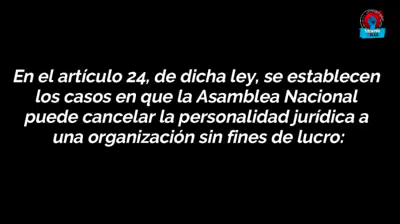 En el artículo 24, de dicha ley, se establecen
los casos en que la Asamblea Nacional
puede cancelar la personalidad jurídica a
una organización sin fines de lucro: